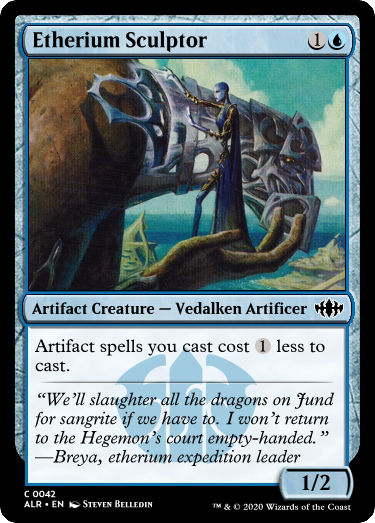 Etherium Sculptor 1
Artifact Creature — Vedalken Artificer
Artifact spells you cast cost 1 less to
cast.
“We’ll slaughter all the dragons on Jund
for sangrite if we have to. I won’t return
to the Hegemon’s court empty-handed.”
—Breya, etherium expedition leader
1/2
C 0042
ALR • EN Steven Belledin
™ & © 2020 Wizards of the Coast